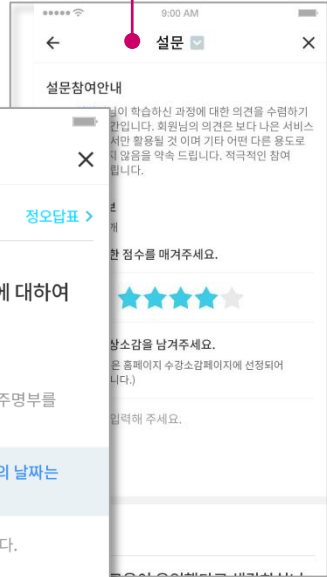 9:00 AM
설문
설문참여안내
님이 학습하신 과정에 대한 의견을 수렴하기
간입니다. 회원님의 의견은 보다 나은 서비스
서만 활용될 것 이며 기타 어떤 다른 용도로
지 않음을 약속 드립니다. 적극적인 참여
립니다.
개
한 점수를 매겨주세요.
강소감을 남겨주세요.
은 홈페이지 수강소감페이지에 선정되어
니다.)
입력해 주세요.
정오답표 >
에 대하여
주명부를
의 날짜는
다.